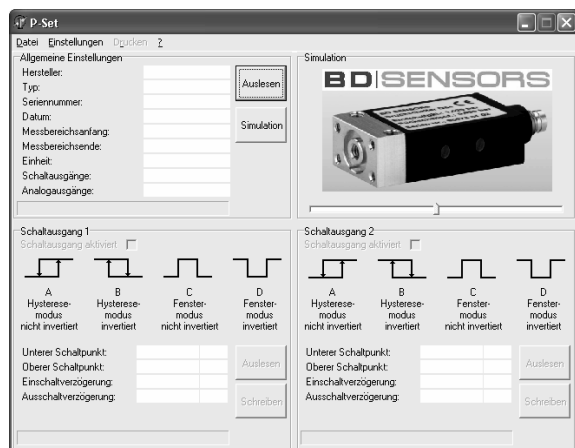 P-Set
Datei Einstellungen Drucken ?
Allgemeine Einstellungen
Hersteller:
Typ:
Seriennummer:
Datum:
Messbereichsanfang:
Messbereichsende:
Einheit:
Schaltausgänge:
Analogausgänge:
Auslesen
Simulation
Simulation
BD SENSORS
Schaltausgang 1
Schaltausgang aktiviert
A B C D
Hysterese- Hysterese- Fenster- Fenster-
modus modus modus modus
nicht invertiert invertiert nicht invertiert invertiert
Unterer Schaltpunkt:
Oberer Schaltpunkt:
Einschaltverzögerung:
Ausschaltverzögerung:
Auslesen
Schreiben
Schaltausgang 2
Schaltausgang aktiviert
A B C D
Hysterese- Hysterese- Fenster- Fenster-
modus modus modus modus
nicht invertiert invertiert nicht invertiert invertiert
Unterer Schaltpunkt:
Oberer Schaltpunkt:
Einschaltverzögerung:
Ausschaltverzögerung:
Auslesen
Schreiben